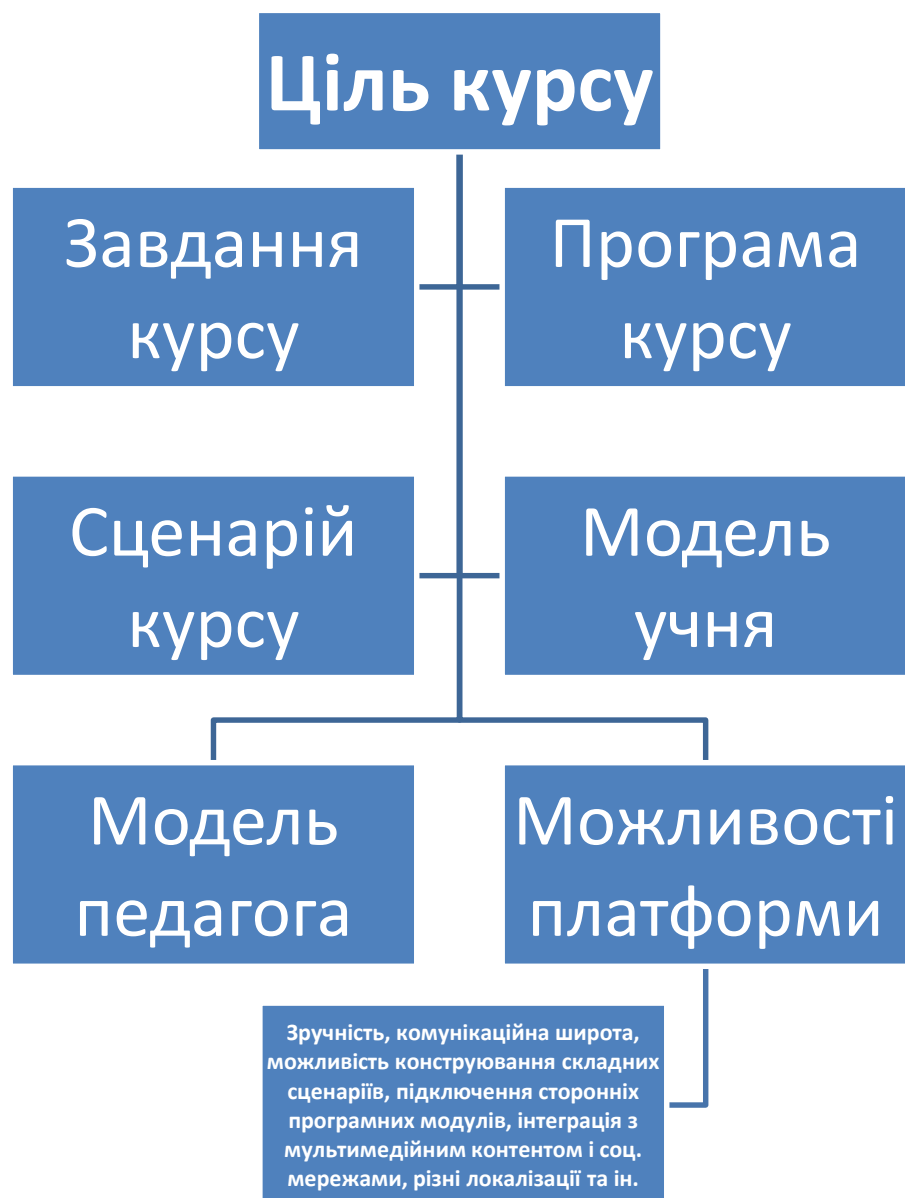 Ціль курсу
Завдання
курсу
Програма
курсу
Сценарій
курсу
Модель
учня
Модель
педагога
Можливості
платформи
Зручність, комунікаційна широта,
можливість конструювання складних
сценаріїв, підключення сторонніх
програмних модулів, інтеграція з
мультимедійним контентом і соц.
мережами, різні локалізації та ін.